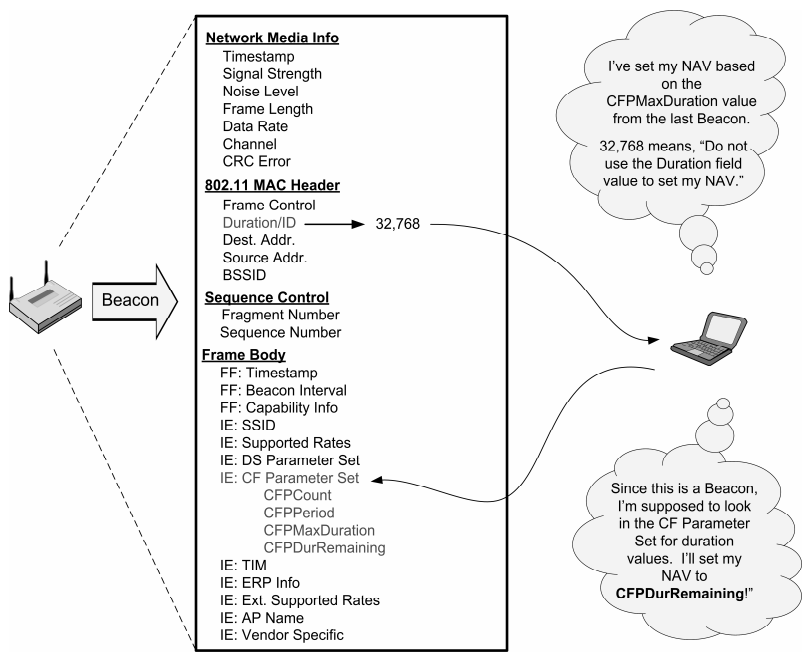 Network Media Info
Timestamp
Signal Strength
Noise Level
Frame Length
Data Rate
Channel
CRC Error
802.11 MAC Header
Frame Control
Duration/ID
32,768
Dest. Addr.
Source Addr.
BSSID
Sequence Control
Fragment Number
Sequence Number
Frame Body
FF: Timestamp
FF: Beacon Interval
FF: Capability Info
IE: SSID
IE: Supported Rates
IE: DS Parameter Set
IE: CF Parameter Set
CFPCount
CFPPeriod
CFPMaxDuration
CFPDurRemaining
IE: TIM
IE: ERP Info
IE: Ext. Supported Rates
IE: AP Name
IE: Vendor Specific
Beacon
I've set my NAV based
on the
CFPMaxDuration value
from the last Beacon.
32,768 means, "Do not
use the Duration field
value to set my NAV."
Since this is a Beacon,
I'm supposed to look
in the CF Parameter
Set for duration
values. I'll set my
NAV to
CFPDurRemaining!"